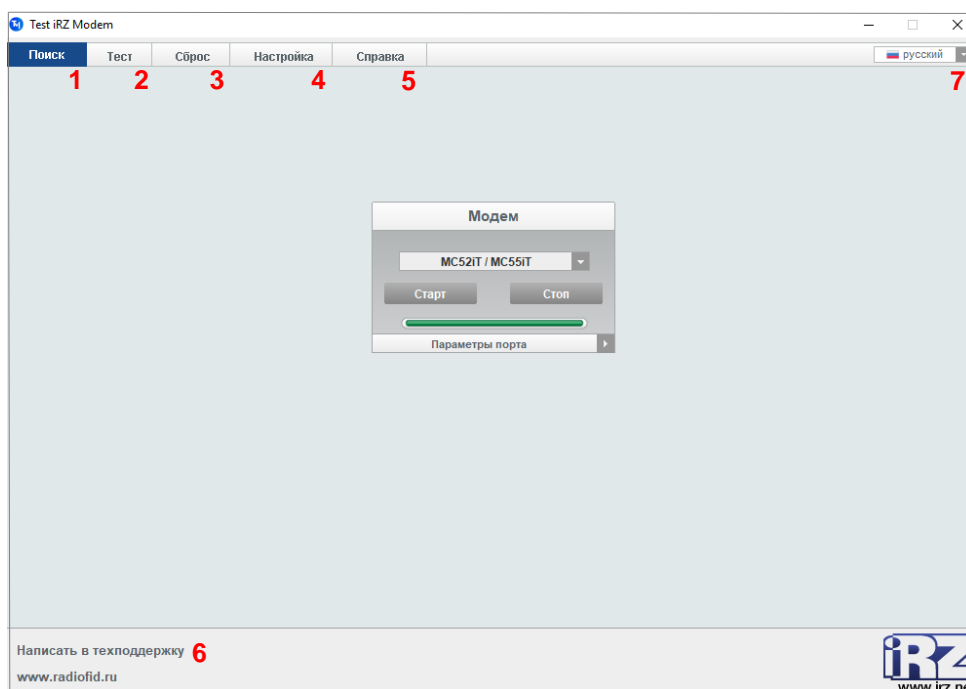 Test iRZ Modem
Поиск Тест Сброс Настройка Справка русский
1 2 3 4 5 7
Модем
MC52iT / MC55iT
Старт Стоп
Параметры порта
Написать в техподдержку 6
www.radiofid.ru
iRZ